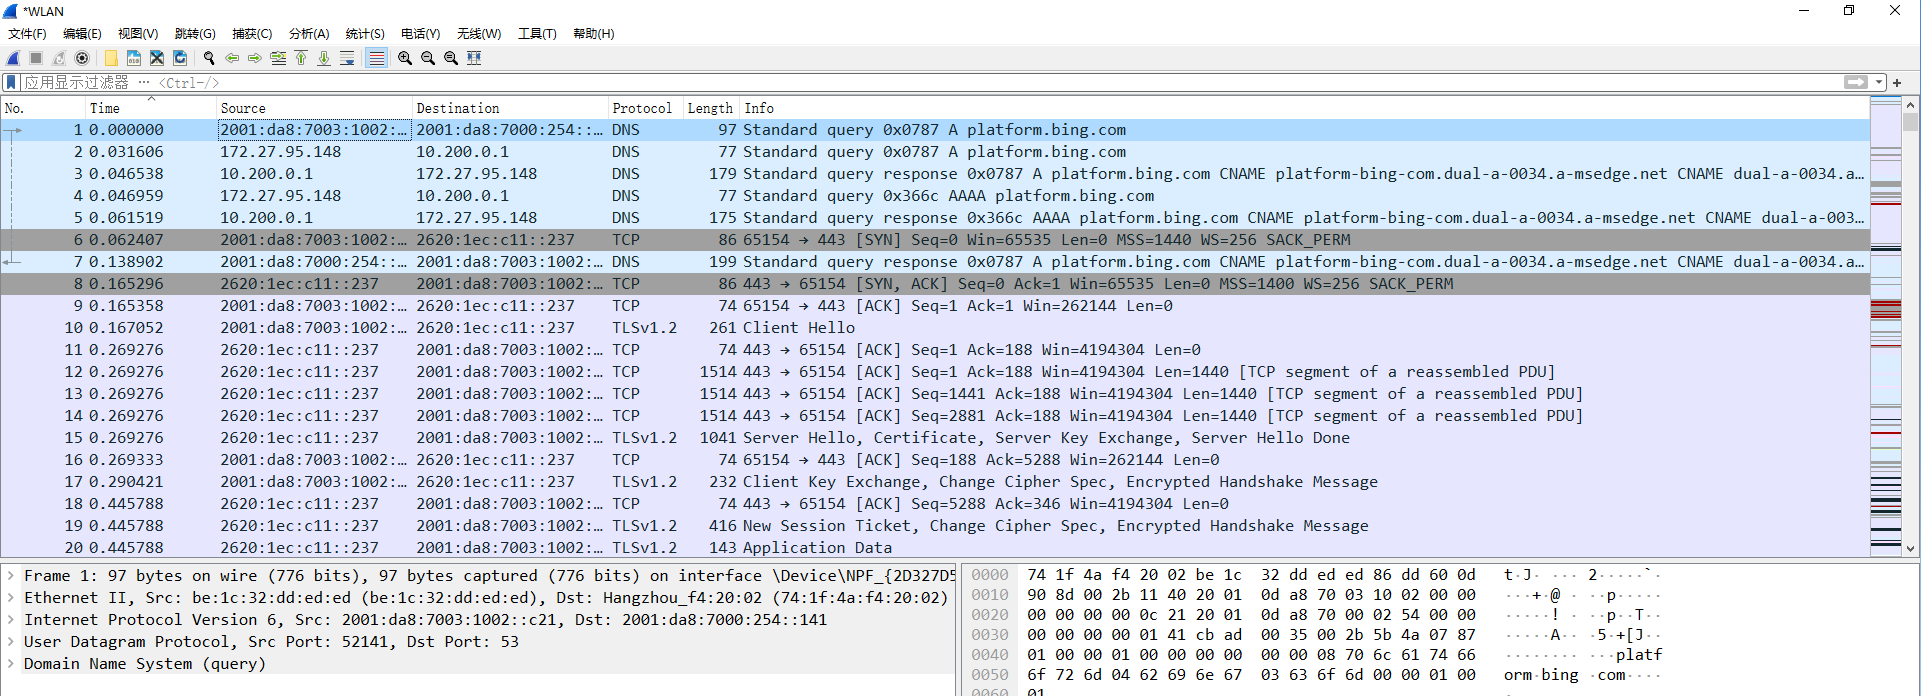 *WLAN
文件(F) 编辑(E) 视图(V) 跳转(G) 捕获(C) 分析(A) 统计(S) 电话(Y) 无线(W) 工具(T) 帮助(H)
应用显示过滤器 … <Ctrl-/>
No. Time Source Destination Protocol Length Info
1 0.000000 2001:da8:7003:1002:… 2001:da8:7000:254::… DNS 97 Standard query 0x0787 A platform.bing.com
2 0.031606 172.27.95.148 10.200.0.1 DNS 77 Standard query 0x0787 A platform.bing.com
3 0.046538 10.200.0.1 172.27.95.148 DNS 179 Standard query response 0x0787 A platform.bing.com CNAME platform-bing-com.dual-a-0034.a-msedge.net CNAME dual-a-0034.a…
4 0.046959 172.27.95.148 10.200.0.1 DNS 77 Standard query 0x366c AAAA platform.bing.com
5 0.061519 10.200.0.1 172.27.95.148 DNS 175 Standard query response 0x366c AAAA platform.bing.com CNAME platform-bing-com.dual-a-0034.a-msedge.net CNAME dual-a-003…
6 0.062407 2001:da8:7003:1002:… 2620:1ec:c11::237 TCP 86 65154 → 443 [SYN] Seq=0 Win=65535 Len=0 MSS=1440 WS=256 SACK_PERM
7 0.138902 2001:da8:7000:254::… 2001:da8:7003:1002:… DNS 199 Standard query response 0x0787 A platform.bing.com CNAME platform-bing-com.dual-a-0034.a-msedge.net CNAME dual-a-0034.a…
8 0.165296 2620:1ec:c11::237 2001:da8:7003:1002:… TCP 86 443 → 65154 [SYN, ACK] Seq=0 Ack=1 Win=65535 Len=0 MSS=1400 WS=256 SACK_PERM
9 0.165358 2001:da8:7003:1002:… 2620:1ec:c11::237 TCP 74 65154 → 443 [ACK] Seq=1 Ack=1 Win=262144 Len=0
10 0.167052 2001:da8:7003:1002:… 2620:1ec:c11::237 TLSv1.2 261 Client Hello
11 0.269276 2620:1ec:c11::237 2001:da8:7003:1002:… TCP 74 443 → 65154 [ACK] Seq=1 Ack=188 Win=4194304 Len=0
12 0.269276 2620:1ec:c11::237 2001:da8:7003:1002:… TCP 1514 443 → 65154 [ACK] Seq=1 Ack=188 Win=4194304 Len=1440 [TCP segment of a reassembled PDU]
13 0.269276 2620:1ec:c11::237 2001:da8:7003:1002:… TCP 1514 443 → 65154 [ACK] Seq=1441 Ack=188 Win=4194304 Len=1440 [TCP segment of a reassembled PDU]
14 0.269276 2620:1ec:c11::237 2001:da8:7003:1002:… TCP 1514 443 → 65154 [ACK] Seq=2881 Ack=188 Win=4194304 Len=1440 [TCP segment of a reassembled PDU]
15 0.269276 2620:1ec:c11::237 2001:da8:7003:1002:… TLSv1.2 1041 Server Hello, Certificate, Server Key Exchange, Server Hello Done
16 0.269333 2001:da8:7003:1002:… 2620:1ec:c11::237 TCP 74 65154 → 443 [ACK] Seq=188 Ack=5288 Win=262144 Len=0
17 0.290421 2001:da8:7003:1002:… 2620:1ec:c11::237 TLSv1.2 232 Client Key Exchange, Change Cipher Spec, Encrypted Handshake Message
18 0.445788 2620:1ec:c11::237 2001:da8:7003:1002:… TCP 74 443 → 65154 [ACK] Seq=5288 Ack=346 Win=4194304 Len=0
19 0.445788 2620:1ec:c11::237 2001:da8:7003:1002:… TLSv1.2 416 New Session Ticket, Change Cipher Spec, Encrypted Handshake Message
20 0.445788 2620:1ec:c11::237 2001:da8:7003:1002:… TLSv1.2 143 Application Data
Frame 1: 97 bytes on wire (776 bits), 97 bytes captured (776 bits) on interface \Device\NPF_{2D327D5
Ethernet II, Src: be:1c:32:dd:ed:ed (be:1c:32:dd:ed:ed), Dst: Hangzhou_f4:20:02 (74:1f:4a:f4:20:02)
Internet Protocol Version 6, Src: 2001:da8:7003:1002::c21, Dst: 2001:da8:7000:254::141
User Datagram Protocol, Src Port: 52141, Dst Port: 53
Domain Name System (query)
0000 74 1f 4a f4 20 02 be 1c 32 dd ed ed 86 dd 60 0d t·J· ··· 2·····`·
0010 90 8d 00 2b 11 40 20 01 0d a8 70 03 10 02 00 00 ···+·@ · ··p·····
0020 00 00 00 00 0c 21 20 01 0d a8 70 00 02 54 00 00 ·····! · ··p··T··
0030 00 00 00 00 01 41 cb ad 00 35 00 2b 5b 4a 07 87 ·····A·· ·5·+[J··
0040 01 00 00 01 00 00 00 00 00 00 08 70 6c 61 74 66 ········ ···platf
0050 6f 72 6d 04 62 69 6e 67 03 63 6f 6d 00 00 01 00 orm·bing ·com····
0060 01